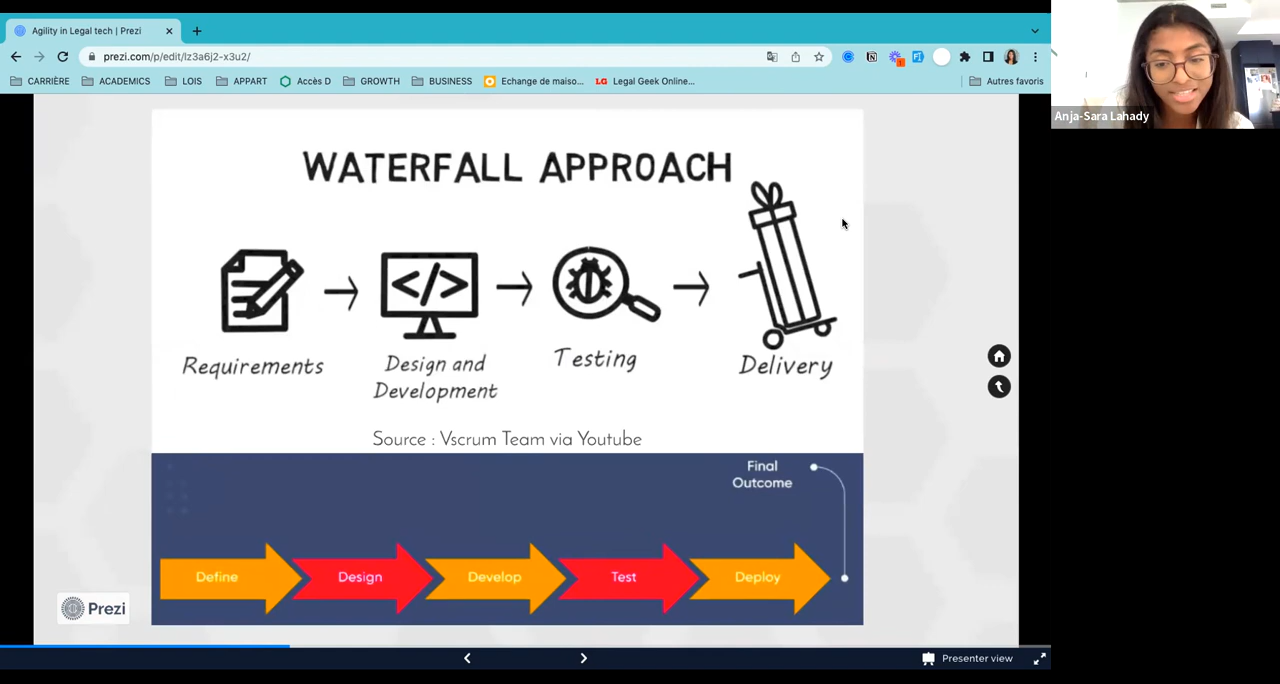 Agility in Legal tech | Prezi
prezi.com/p/edit/lz3a6j2-x3u2/
CARRIÈRE
ACADEMICS
LOIS
APPART
Accès D
GROWTH
BUSINESS
Echange de maiso...
LG Legal Geek Online...
Autres favoris
Anja-Sara Lahady
WATERFALL APPROACH
</>
Requirements
Design and
Development
Testing
Delivery
Source : Vscrum Team via Youtube
Final
Outcome
Define
Design
Develop
Test
Deploy
Prezi
Presenter view